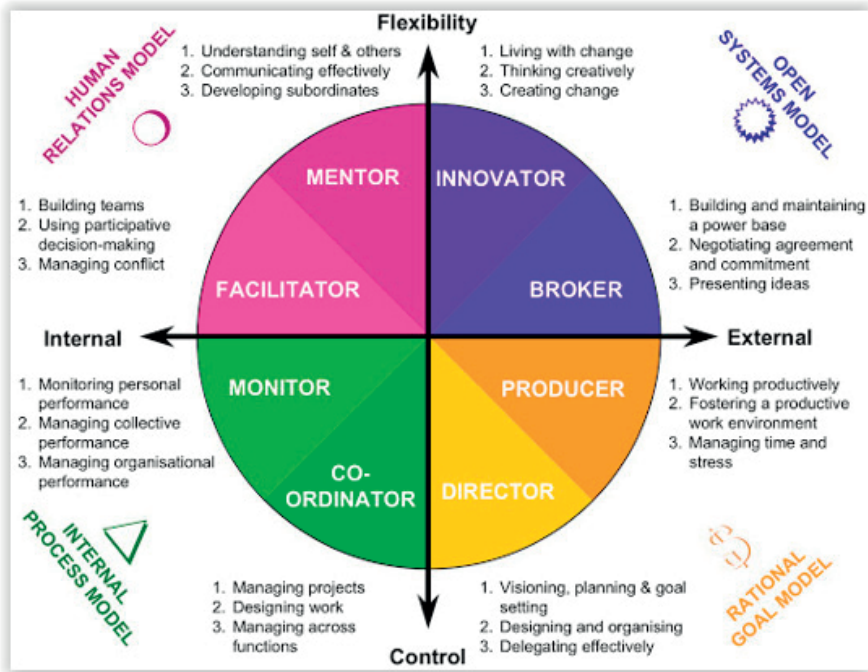 Flexibility
HUMAN
RELATIONS MODEL
1. Understanding self & others
2. Communicating effectively
3. Developing subordinates
1. Living with change
2. Thinking creatively
3. Creating change
OPEN
SYSTEMS MODEL
MENTOR
INNOVATOR
1. Building teams
2. Using participative
decision-making
3. Managing conflict
1. Building and maintaining
a power base
2. Negotiating agreement
and commitment
3. Presenting ideas
FACILITATOR
BROKER
Internal
External
MONITOR
PRODUCER
1. Monitoring personal
performance
2. Managing collective
performance
3. Managing organisational
performance
1. Working productively
2. Fostering a productive
work environment
3. Managing time and
stress
CO-
ORDINATOR
DIRECTOR
INTERNAL
PROCESS MODEL
1. Managing projects
2. Designing work
3. Managing across
functions
1. Visioning, planning & goal
setting
2. Designing and organising
3. Delegating effectively
RATIONAL
GOAL MODEL
Control